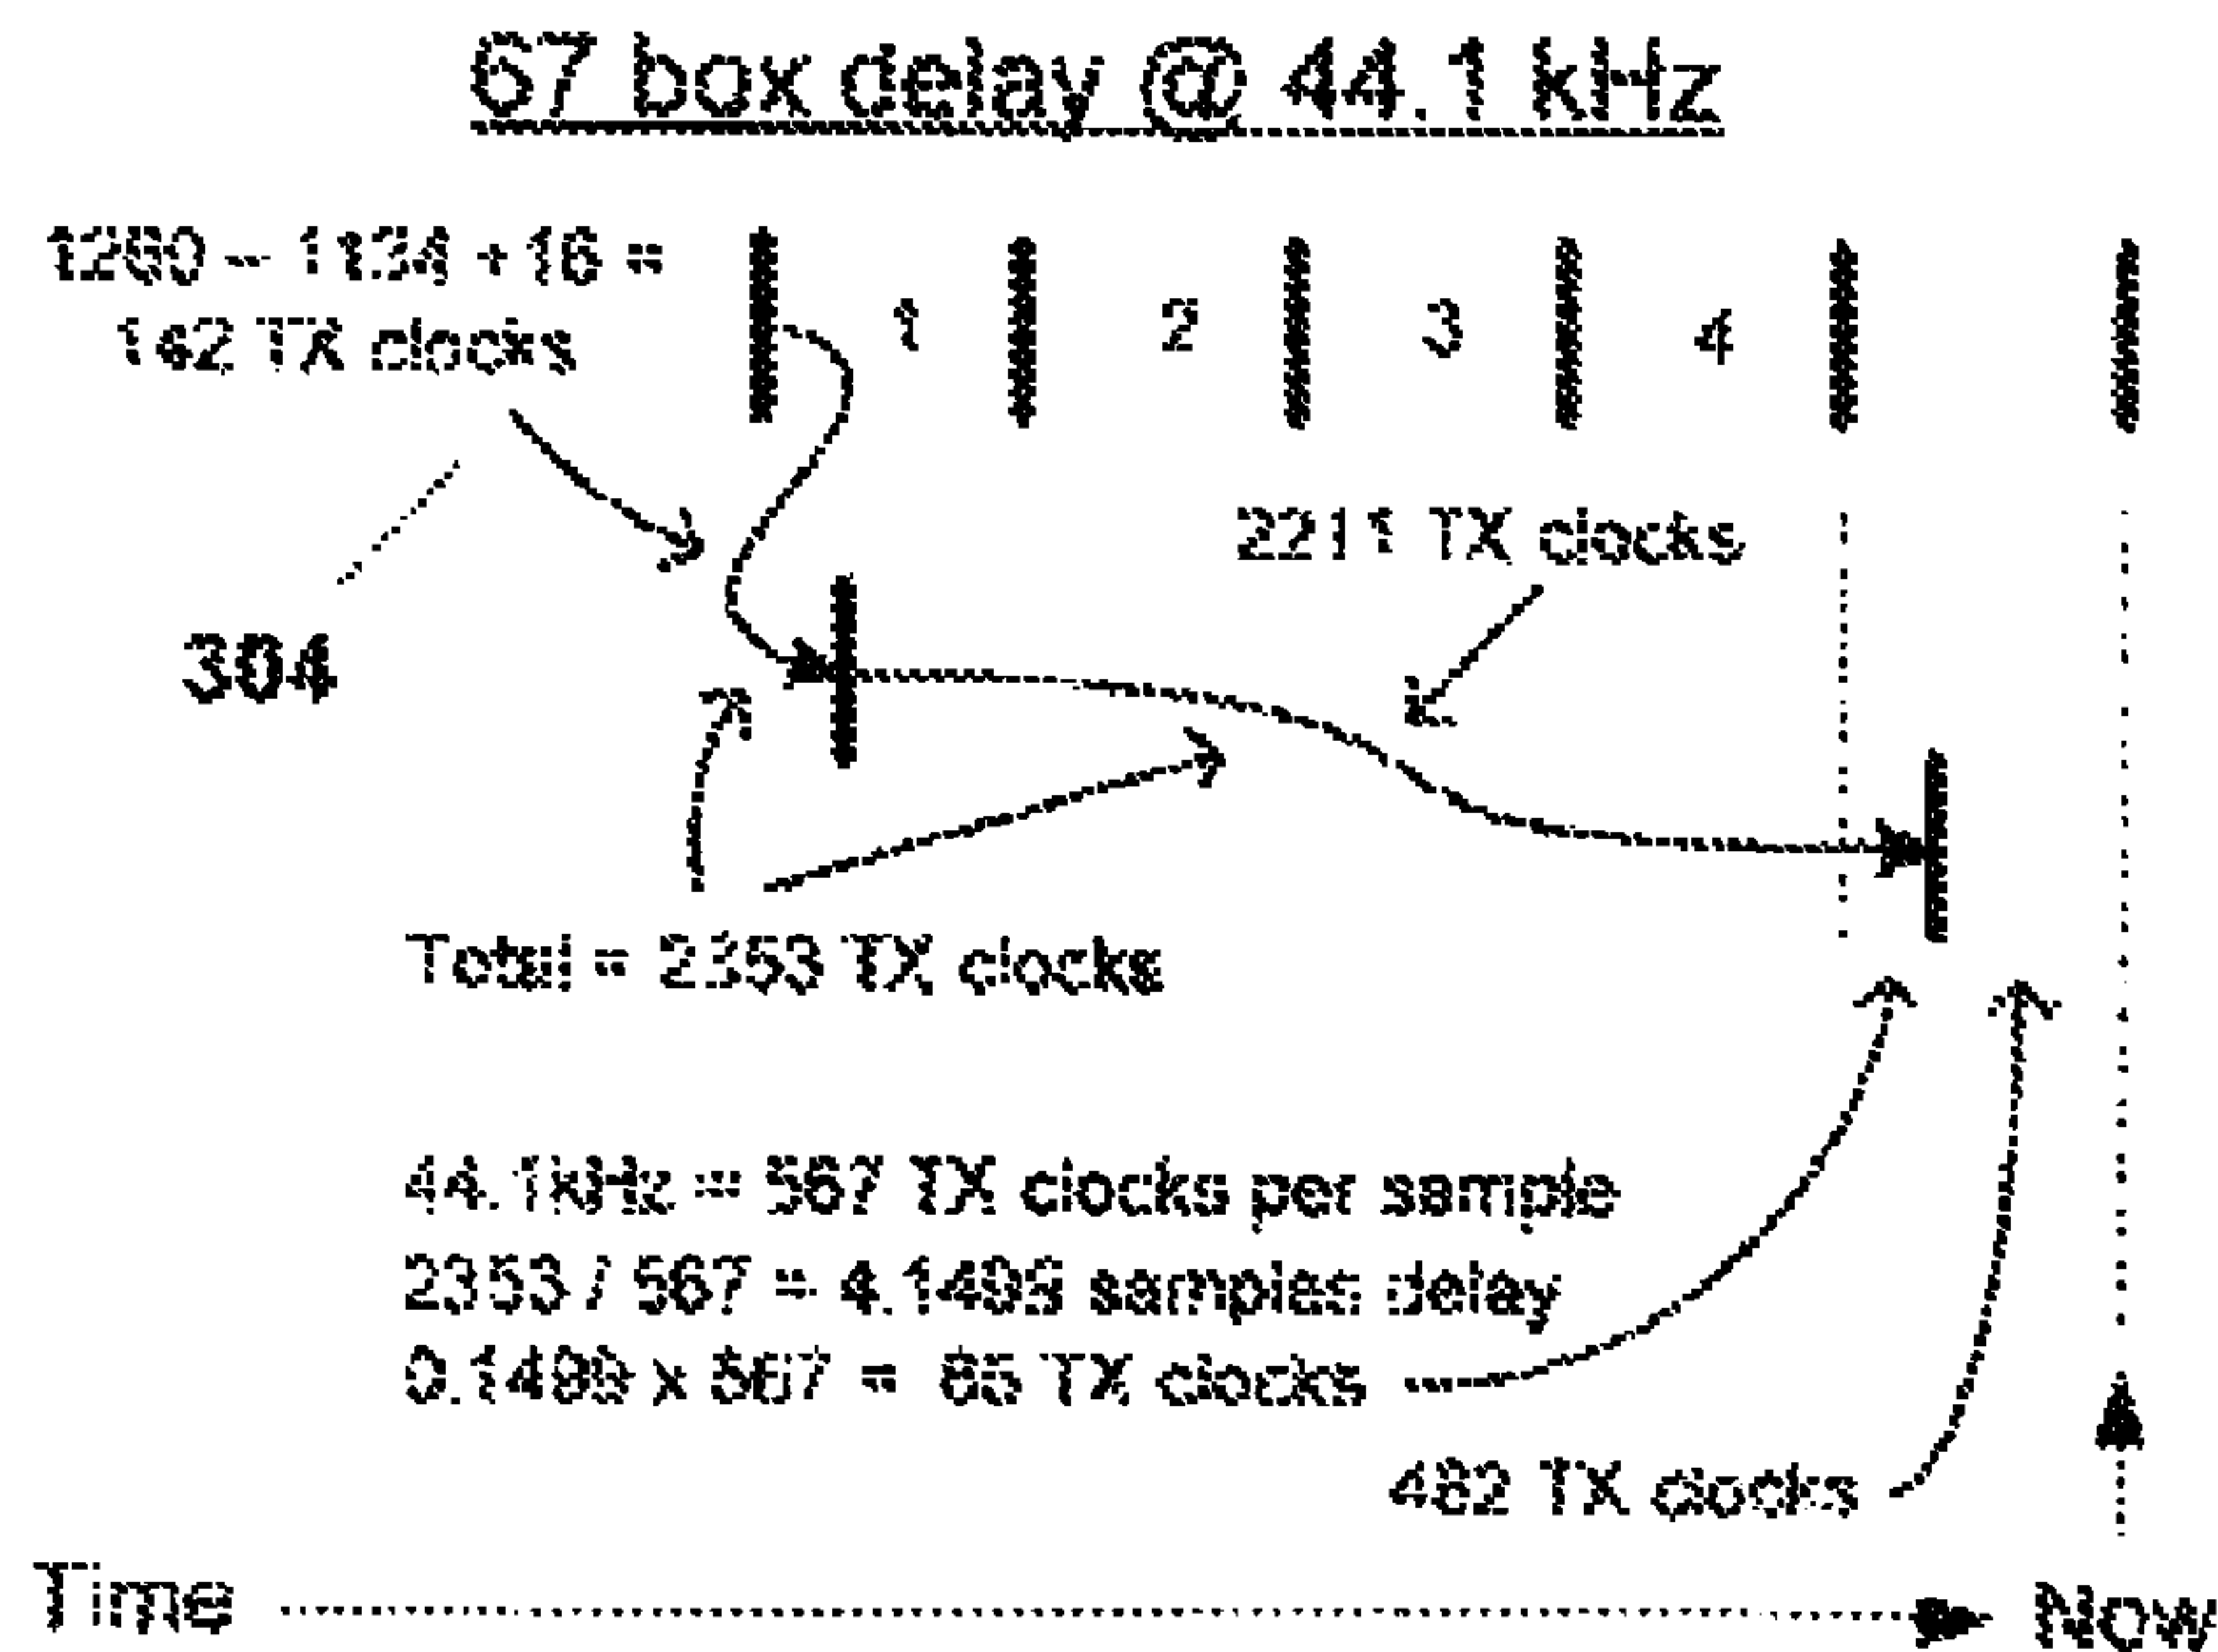 67 box delay @ 44.1 kHz
1250 – 1124 + 16 =
142 TX clocks
1
2
3
4
2211 TX clocks
304
Total = 2353 TX clocks
44.1kHz = 567 TX clocks per sample
2353 / 567 = 4.1499 samples delay
0.1499 x 567 = 85 TX clocks
482 TX clocks
Time
Now